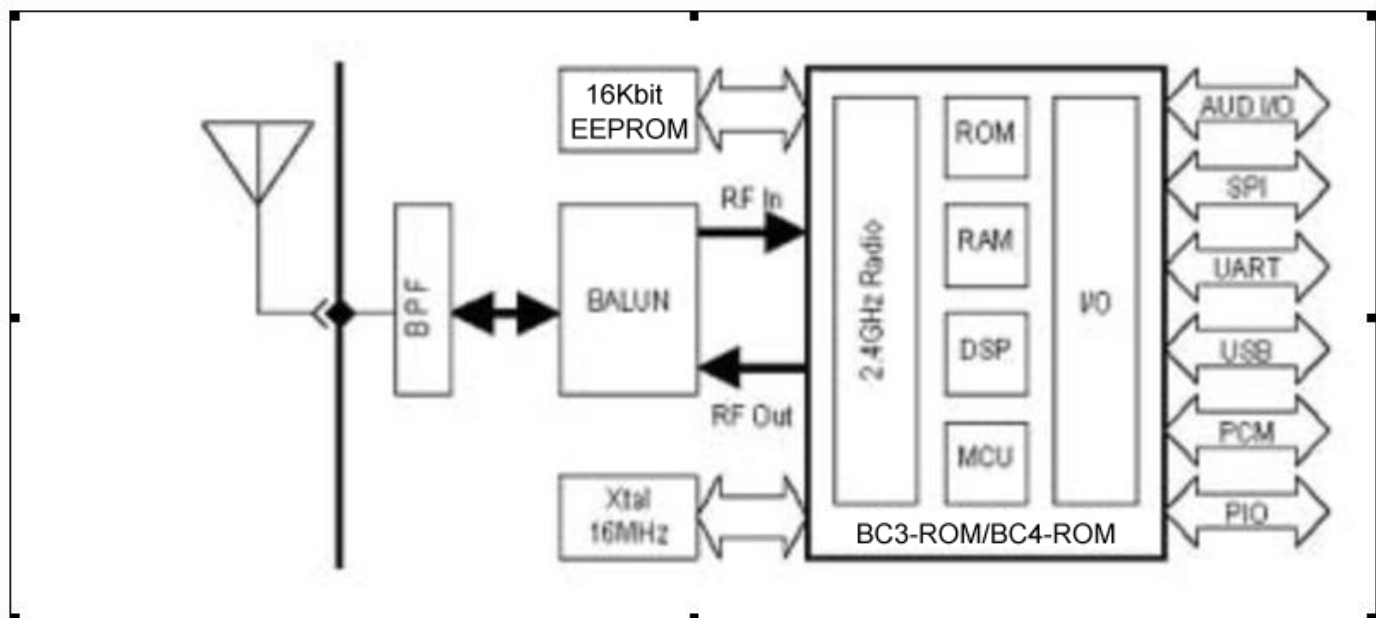 16Kbit
EEPROM
RF In
BPF
BALUN
RF Out
Xtal
16MHz
2.4GHz Radio
ROM
RAM
DSP
MCU
I/O
BC3-ROM/BC4-ROM
AUD I/O
SPI
UART
USB
PCM
PIO